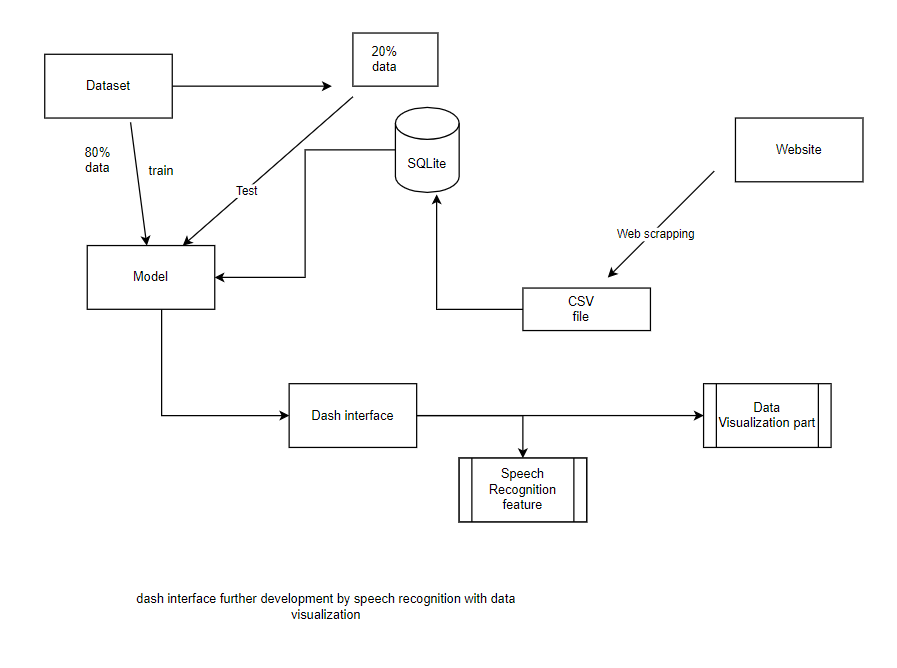 20%
data
Dataset
80%
data
train
Test
SQLite
Website
Web scrapping
Model
CSV
file
Dash interface
Data
Visualization part
Speech
Recognition
feature
dash interface further development by speech recognition with data
visualization